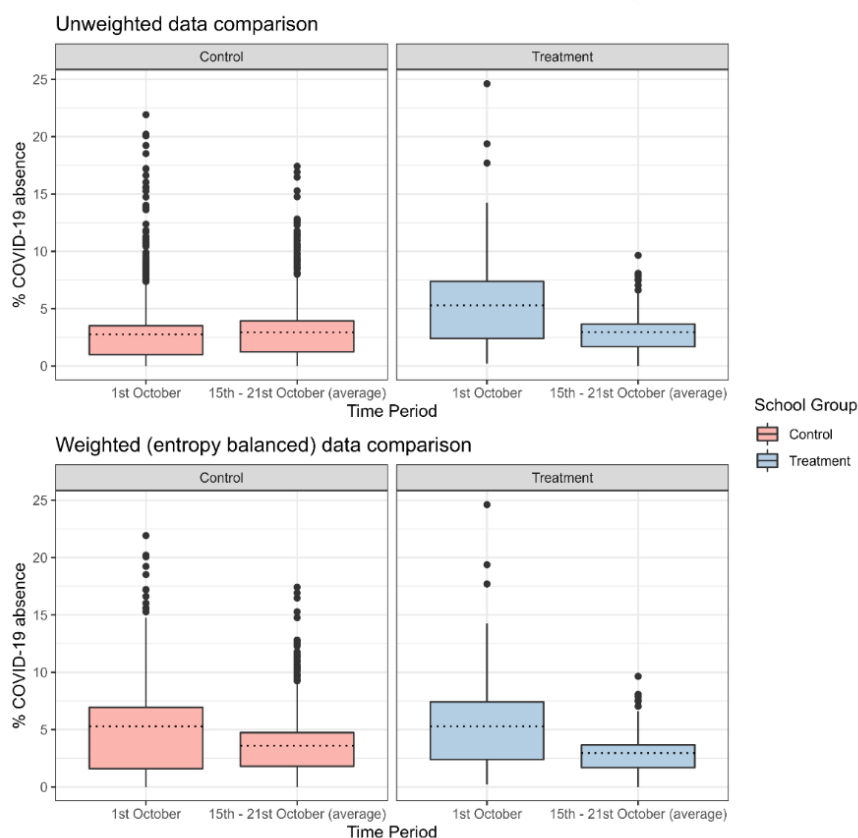 Unweighted data comparison
Control
Treatment
% COVID-19 absence
25
20
15
10
5
0
1st October
15th - 21st October (average)
1st October
15th - 21st October (average)
Time Period
School Group
Control
Treatment
Weighted (entropy balanced) data comparison
Control
Treatment
% COVID-19 absence
25
20
15
10
5
0
1st October
15th - 21st October (average)
1st October
15th - 21st October (average)
Time Period